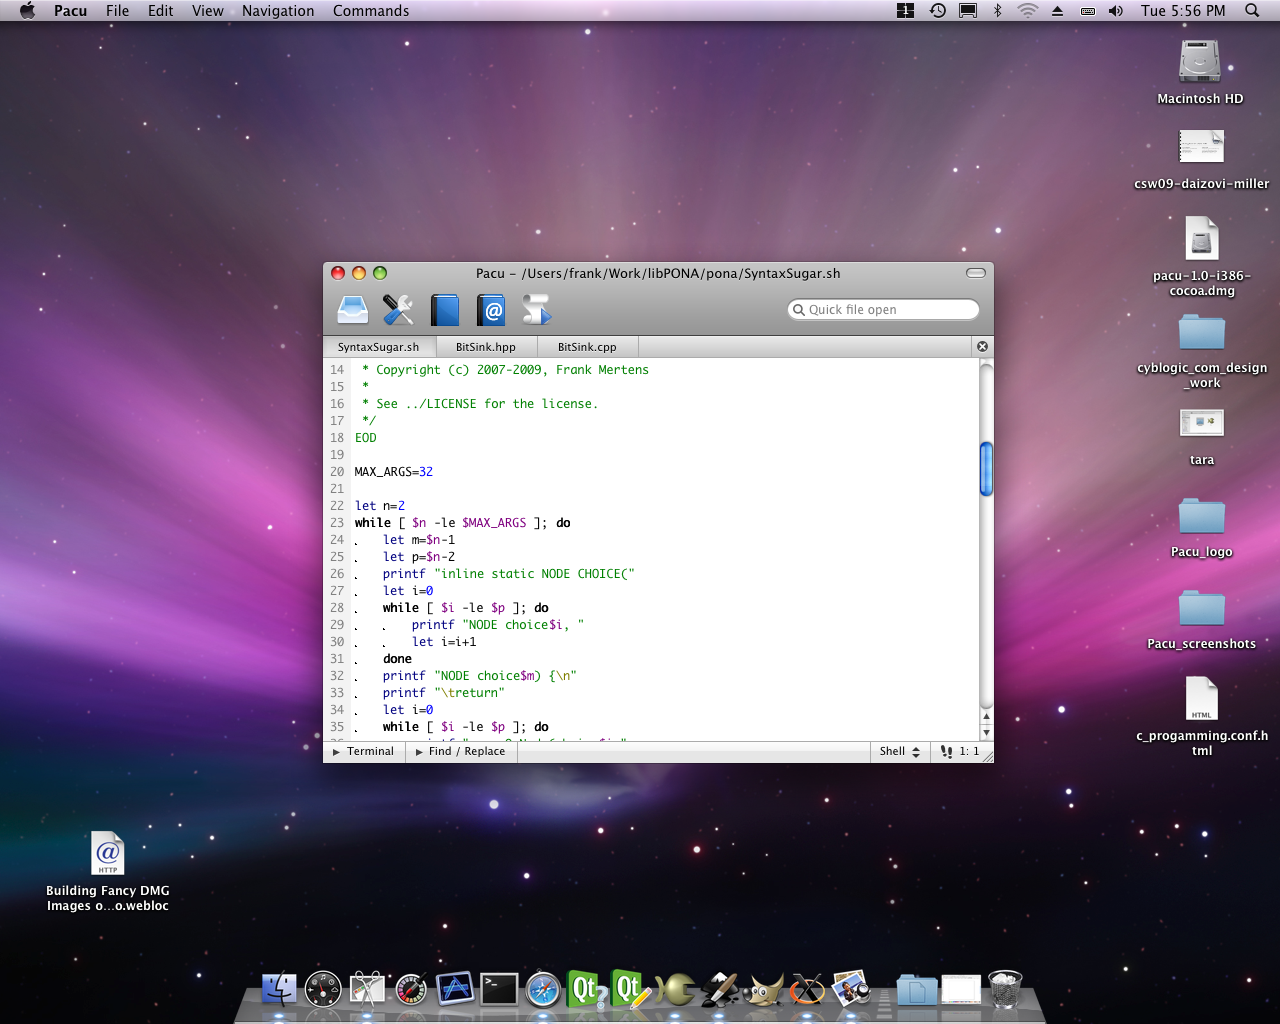 Pacu File Edit View Navigation Commands 1 Tue 5:56 PM
Macintosh HD
csw09-daizovi-miller
pacu-1.0-i386-
cocoa.dmg
cyblogic_com_design
_work
tara
Pacu_logo
Pacu_screenshots
HTML
c_progamming.conf.h
tml
Pacu - /Users/frank/Work/libPONA/pona/SyntaxSugar.sh
@ Quick file open
SyntaxSugar.sh BitSink.hpp BitSink.cpp
14 * Copyright (c) 2007-2009, Frank Mertens
15 *
16 * See ../LICENSE for the license.
17 */
18 EOD
19
20 MAX_ARGS=32
21
22 let n=2
23 while [ $n -le $MAX_ARGS ]; do
24 . let m=$n-1
25 . let p=$n-2
26 . printf "inline static NODE CHOICE("
27 . let i=0
28 . while [ $i -le $p ]; do
29 . . printf "NODE choice$i, "
30 . . let i=i+1
31 . done
32 . printf "NODE choice$m) {\n"
33 . printf "\treturn"
34 . let i=0
35 . while [ $i -le $p ]; do
Terminal Find / Replace Shell 1: 1
@
HTTP
Building Fancy DMG
Images o...o.webloc
Qt ? Qt